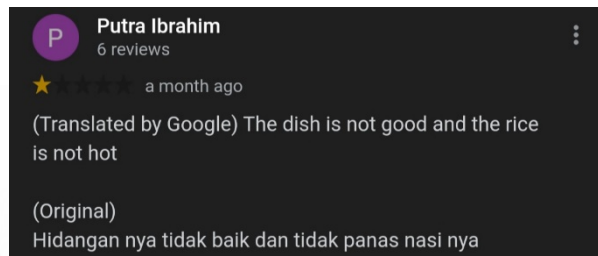 P
Putra Ibrahim
6 reviews
a month ago
(Translated by Google) The dish is not good and the rice
is not hot
(Original)
Hidangan nya tidak baik dan tidak panas nasi nya